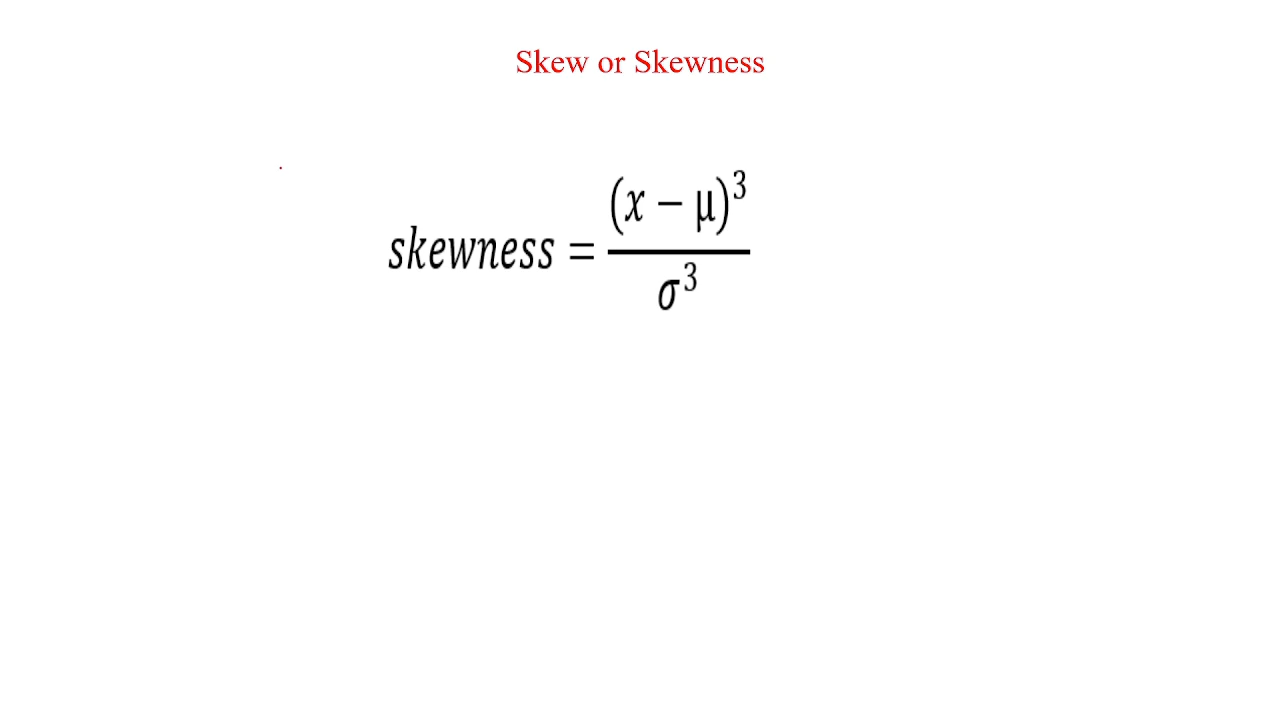 Skew or Skewness
skewness = (x − μ)³ / σ³